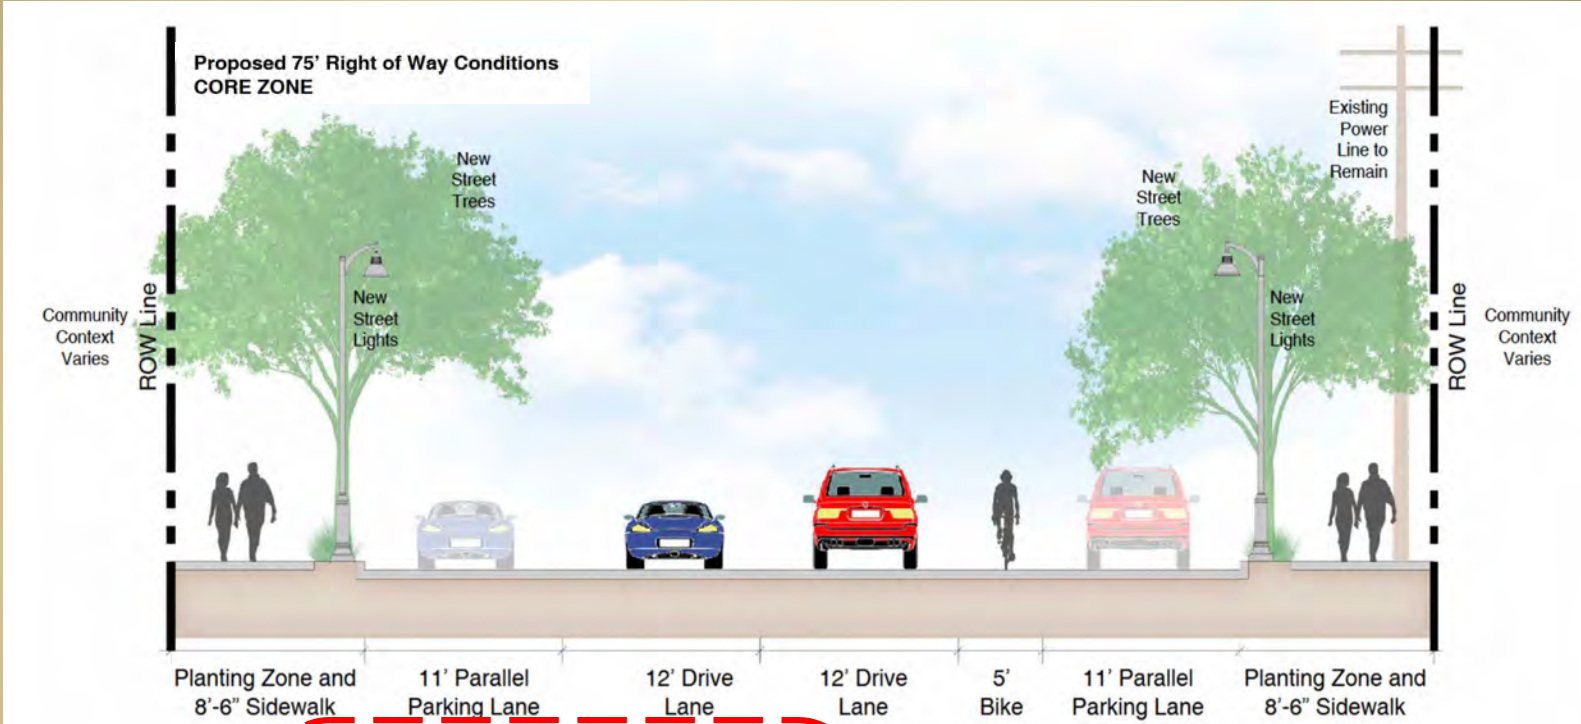 Proposed 75' Right of Way Conditions
CORE ZONE
New
Street
Trees
New
Street
Lights
Community
Context
Varies
ROW Line
New
Street
Trees
Existing
Power
Line to
Remain
New
Street
Lights
ROW Line
Community
Context
Varies
Planting Zone and
8'-6" Sidewalk
11' Parallel
Parking Lane
12' Drive
Lane
12' Drive
Lane
5'
Bike
11' Parallel
Parking Lane
Planting Zone and
8'-6" Sidewalk